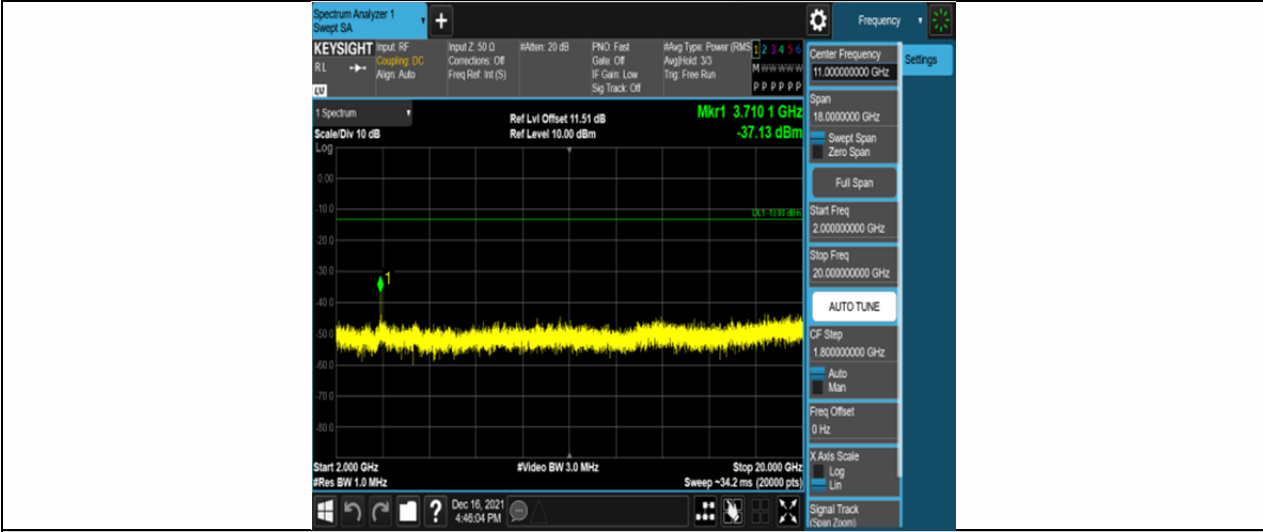 Spectrum Analyzer 1
Swept SA
+
Frequency
KEYSIGHT
RL
LV
Input: RF
Coupling: DC
Align: Auto
Input Z: 50 Ω
Corrections: Off
Freq Ref: Int (S)
#Atten: 20 dB
PNO: Fast
Gate: Off
IF Gain: Low
Sig Track: Off
#Avg Type: Power (RMS
Avg|Hold: 3/3
Trig: Free Run
1 2 3 4 5 6
M W W W W W
P P P P P P
1 Spectrum
Scale/Div 10 dB
Ref Lvl Offset 11.51 dB
Ref Level 10.00 dBm
Mkr1 3.710 1 GHz
-37.13 dBm
Log
0.00
-10.0
DL1 -13.00 dBm
-20.0
-30.0
1
-40.0
-50.0
-60.0
-70.0
-80.0
Start 2.000 GHz
#Res BW 1.0 MHz
#Video BW 3.0 MHz
Stop 20.000 GHz
Sweep ~34.2 ms (20000 pts)
Center Frequency
11.000000000 GHz
Settings
Span
18.0000000 GHz
Swept Span
Zero Span
Full Span
Start Freq
2.000000000 GHz
Stop Freq
20.000000000 GHz
AUTO TUNE
CF Step
1.800000000 GHz
Auto
Man
Freq Offset
0 Hz
X Axis Scale
Log
Lin
Signal Track
(Span Zoom)
?
Dec 16, 2021
4:46:04 PM